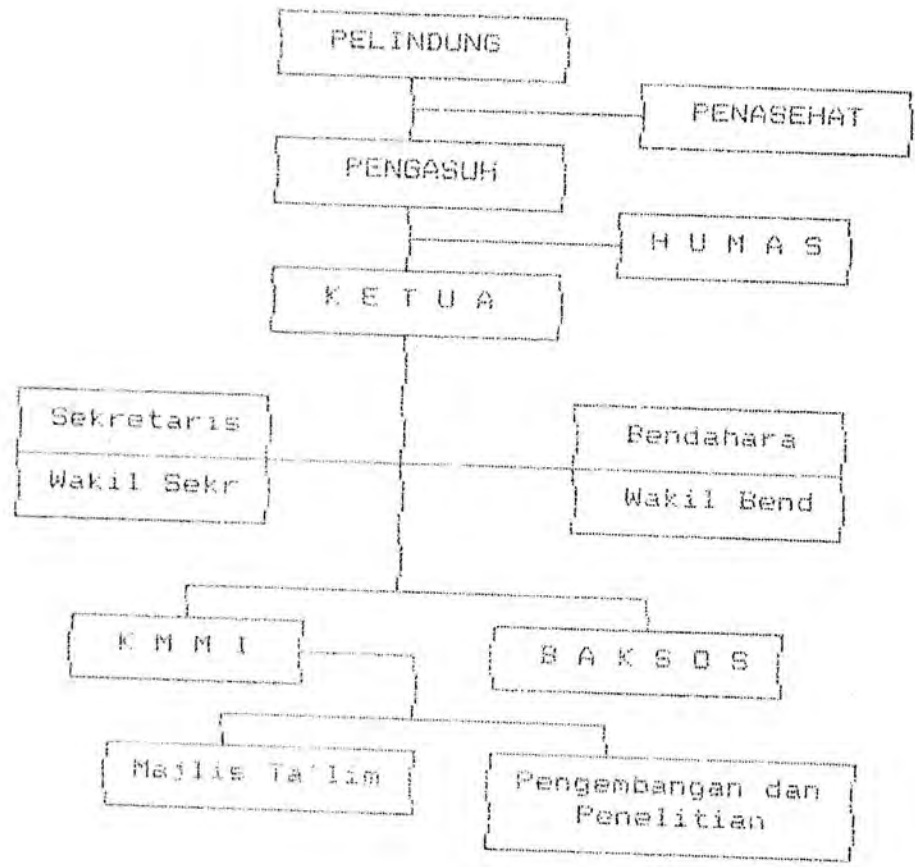 PELINDUNG
PENASEHAT
PENGASUH
H U M A S
K E T U A
Sekretaris
Bendahara
Wakil Sekr
Wakil Bend
K M M I
B A K S O S
Majlis Ta'lim
Pengembangan dan
Penelitian